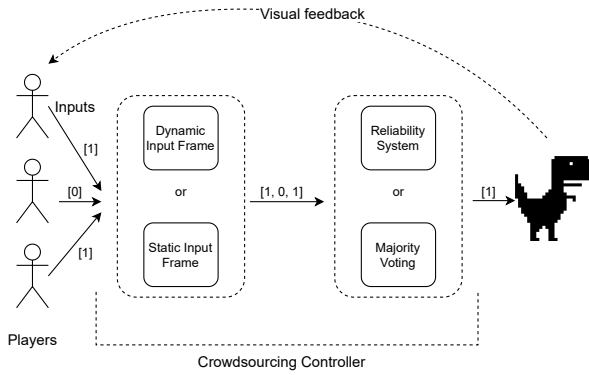 Visual feedback
Inputs
[1]
[0]
[1]
Players
Dynamic
Input Frame
or
Static Input
Frame
[1, 0, 1]
Reliability
System
or
Majority
Voting
[1]
Crowdsourcing Controller